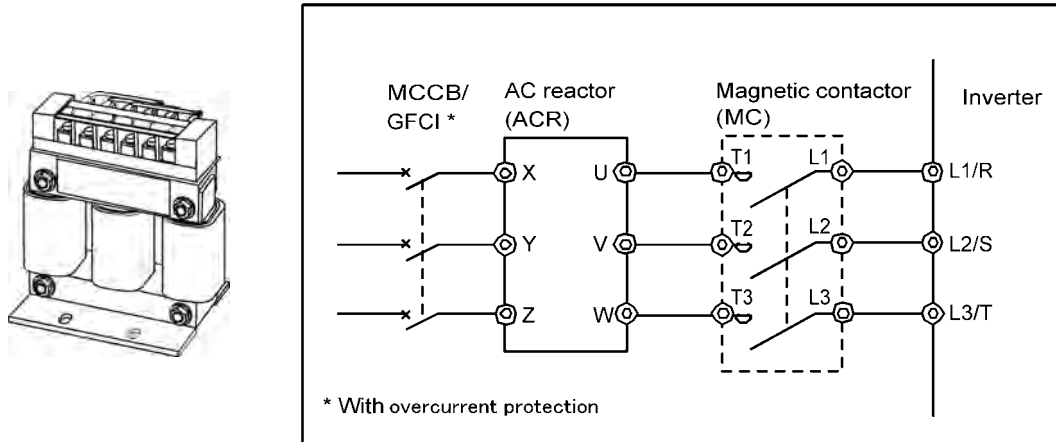 MCCB/
GFCI *
AC reactor
(ACR)
Magnetic contactor
(MC)
Inverter
X
U
T1
L1
L1/R
Y
V
T2
L2
L2/S
Z
W
T3
L3
L3/T
* With overcurrent protection